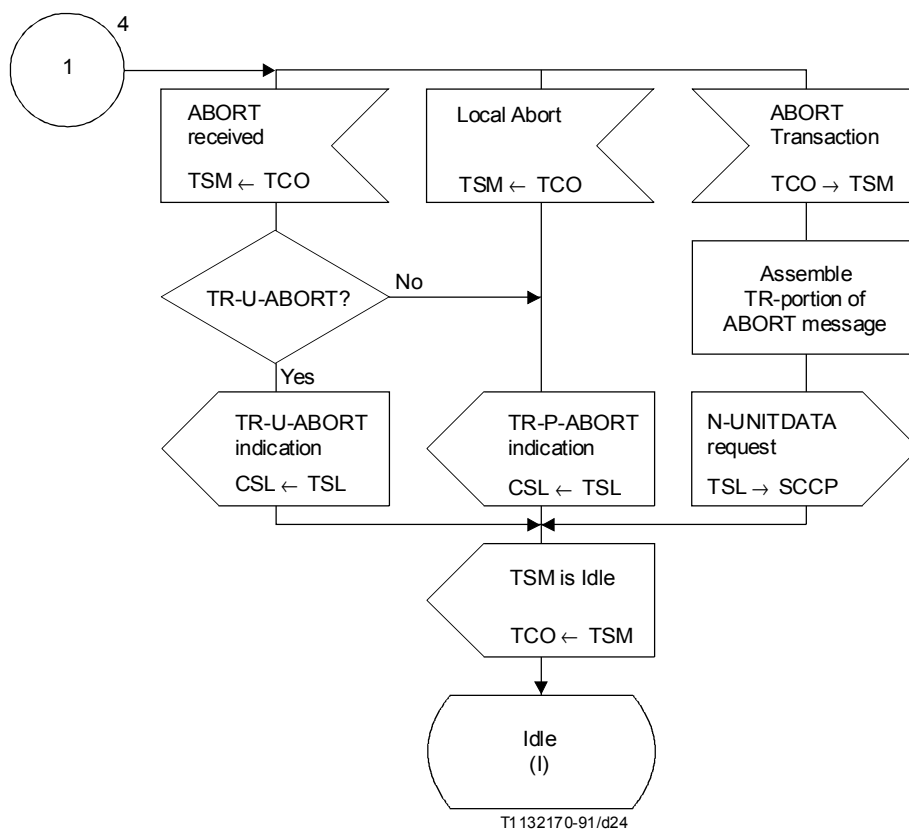 4
1
ABORT
received
TSM ← TCO
Local Abort
TSM ← TCO
ABORT
Transaction
TCO → TSM
TR-U-ABORT?
No
Yes
Assemble
TR-portion of
ABORT message
TR-U-ABORT
indication
CSL ← TSL
TR-P-ABORT
indication
CSL ← TSL
N-UNITDATA
request
TSL → SCCP
TSM is Idle
TCO ← TSM
Idle
(I)
T1132170-91/d24